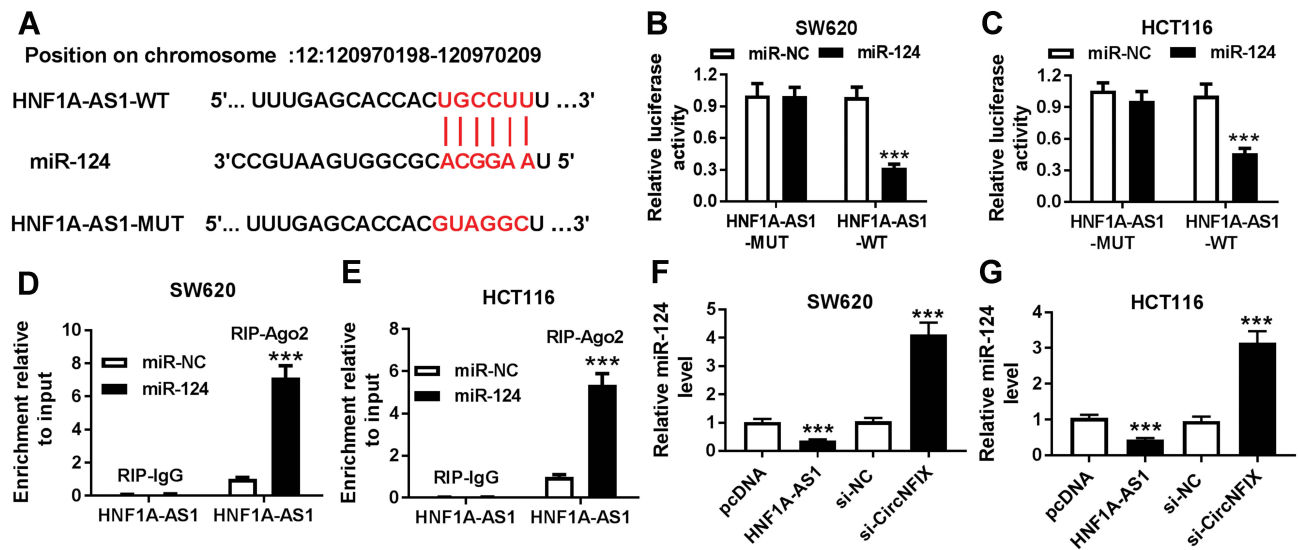 A
Position on chromosome :12:120970198-120970209
HNF1A-AS1-WT 5'... UUUGAGCACCACUGCCUUU ...3'
miR-124 3'CCGUAAGUGGCGCACGGAAU 5'
HNF1A-AS1-MUT 5'... UUUGAGCACCACGUAGGCU ...3'
B
SW620
miR-NC miR-124
Relative luciferase
activity
1.2
0.9
0.6
0.3
0.0
***
HNF1A-AS1 HNF1A-AS1
-MUT -WT
C
HCT116
miR-NC miR-124
Relative luciferase
activity
1.2
0.9
0.6
0.3
0.0
***
HNF1A-AS1 HNF1A-AS1
-MUT -WT
D
SW620
Enrichment relative
to input
10
8
6
4
2
0
miR-NC
miR-124
RIP-Ago2
***
RIP-IgG
HNF1A-AS1 HNF1A-AS1
E
HCT116
Enrichment relative
to input
8
6
4
2
0
miR-NC
miR-124
RIP-Ago2
***
RIP-IgG
HNF1A-AS1 HNF1A-AS1
F
SW620
Relative miR-124
level
5
4
3
2
1
0
***
***
pcDNA
HNF1A-AS1
si-NC
si-CircNFIX
G
HCT116
Relative miR-124
level
4
3
2
1
0
***
***
pcDNA
HNF1A-AS1
si-NC
si-CircNFIX